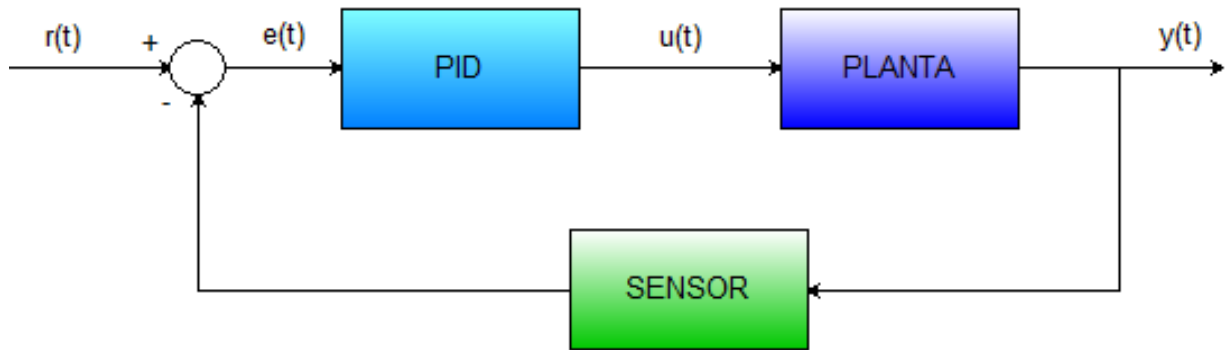 r(t)
+
-
e(t)
PID
u(t)
PLANTA
y(t)
SENSOR